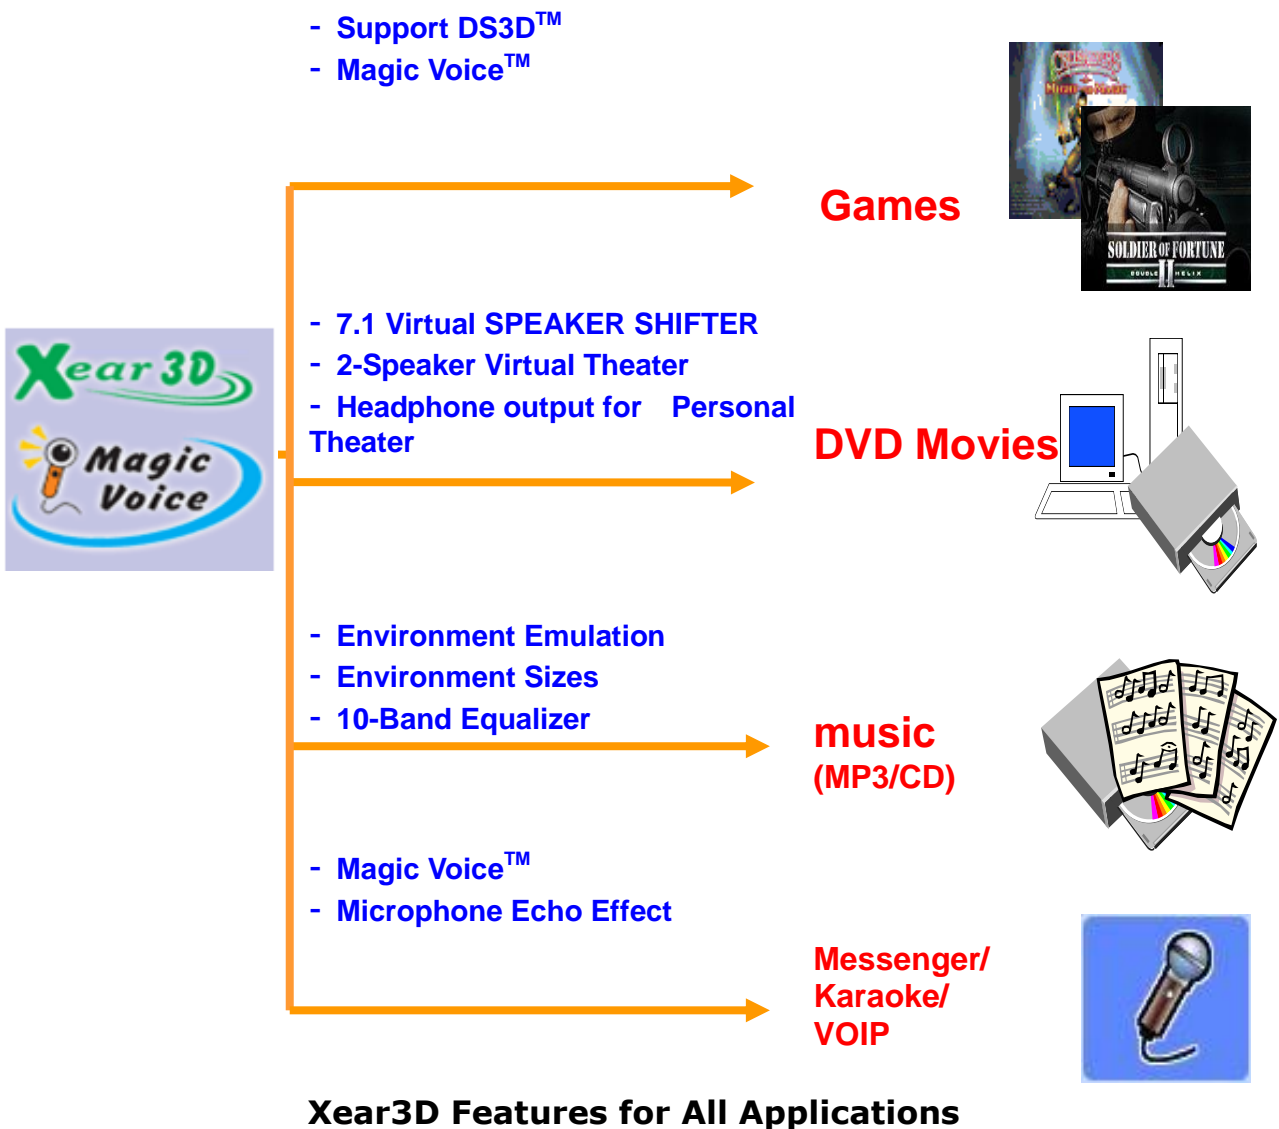 - Support DS3D™
- Magic Voice™
Games
SOLDIER OF FORTUNE
II
DOUBLE HELIX
Xear 3D
Magic
Voice
- 7.1 Virtual SPEAKER SHIFTER
- 2-Speaker Virtual Theater
- Headphone output for Personal
Theater
DVD Movies
- Environment Emulation
- Environment Sizes
- 10-Band Equalizer
music
(MP3/CD)
- Magic Voice™
- Microphone Echo Effect
Messenger/
Karaoke/
VOIP
Xear3D Features for All Applications